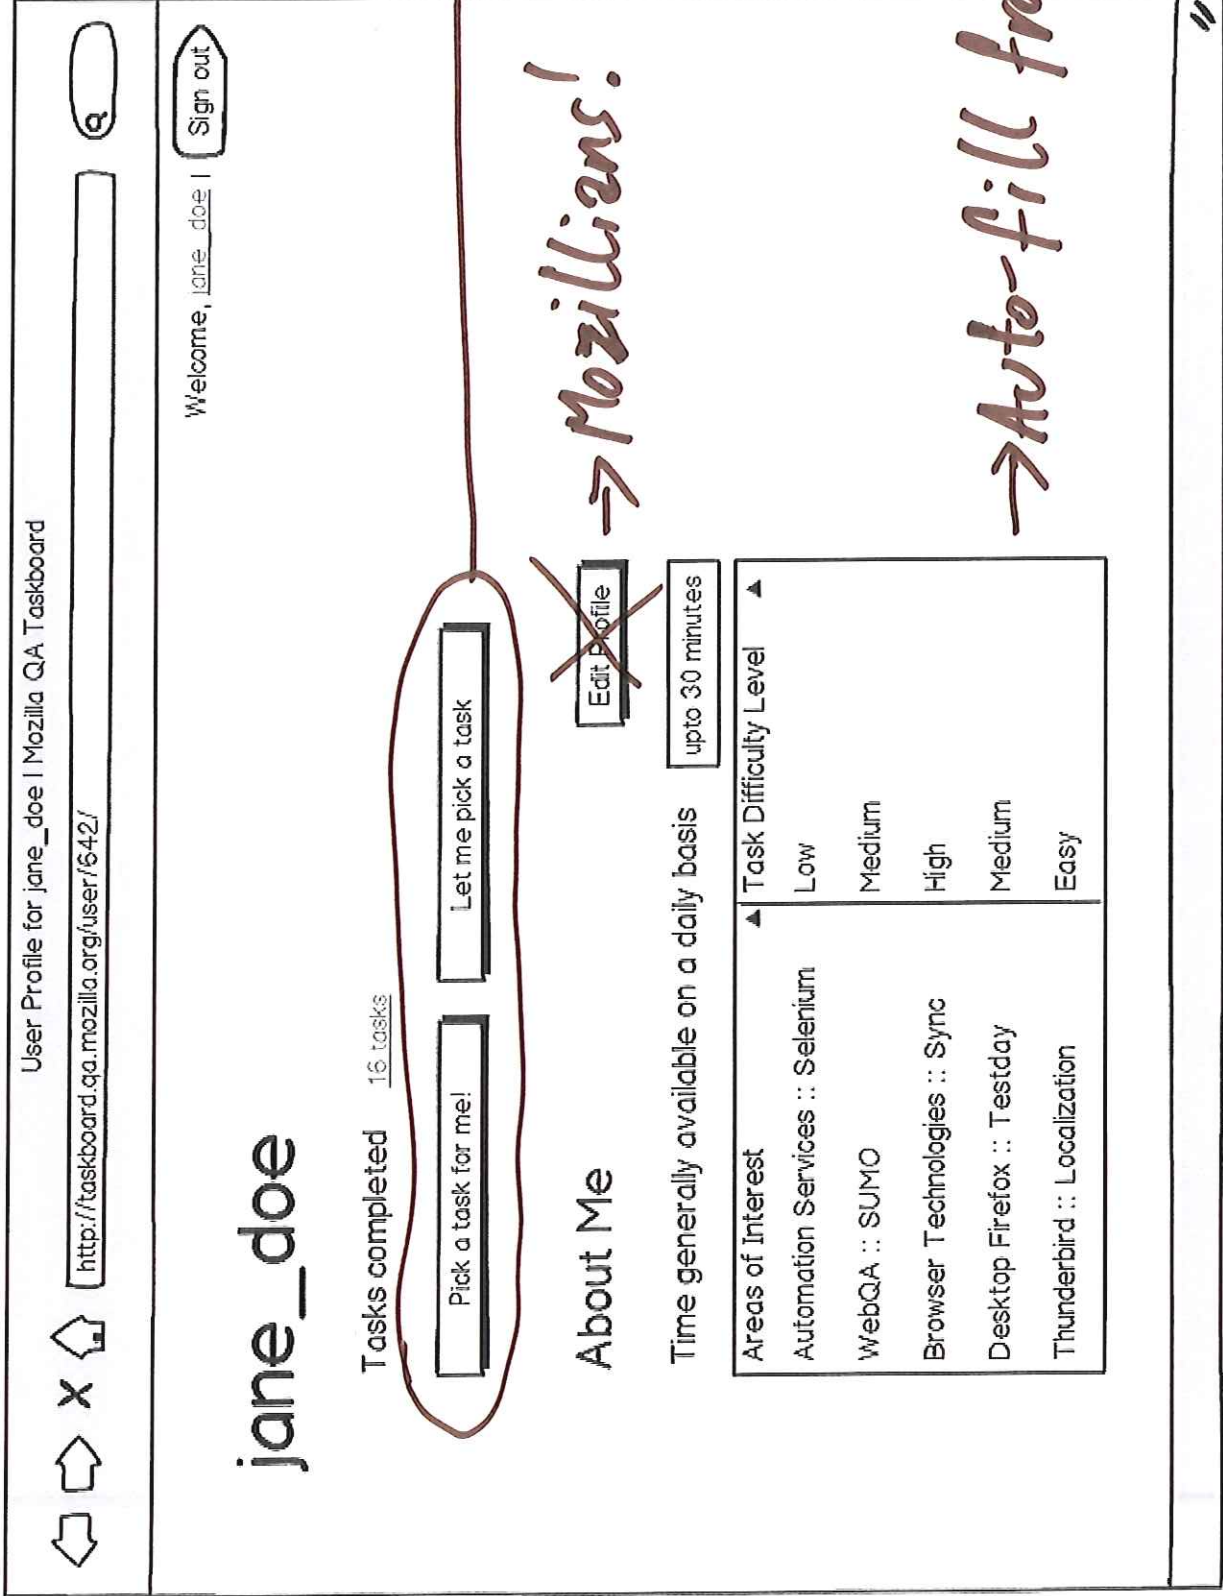 User Profile for jane_doe | Mozilla QA Taskboard
http://taskboard.qa.mozilla.org/user/642/
Welcome, jane_doe | Sign out
jane_doe
Tasks completed 16 tasks
Pick a task for me! Let me pick a task
About Me Edit Profile → Mozillians!
Time generally available on a daily basis upto 30 minutes
Areas of Interest ▲ Task Difficulty Level ▲
Automation Services :: Selenium Low
WebQA :: SUMO Medium
Browser Technologies :: Sync High
Desktop Firefox :: Testday Medium
Thunderbird :: Localization Easy
→ Auto-fill